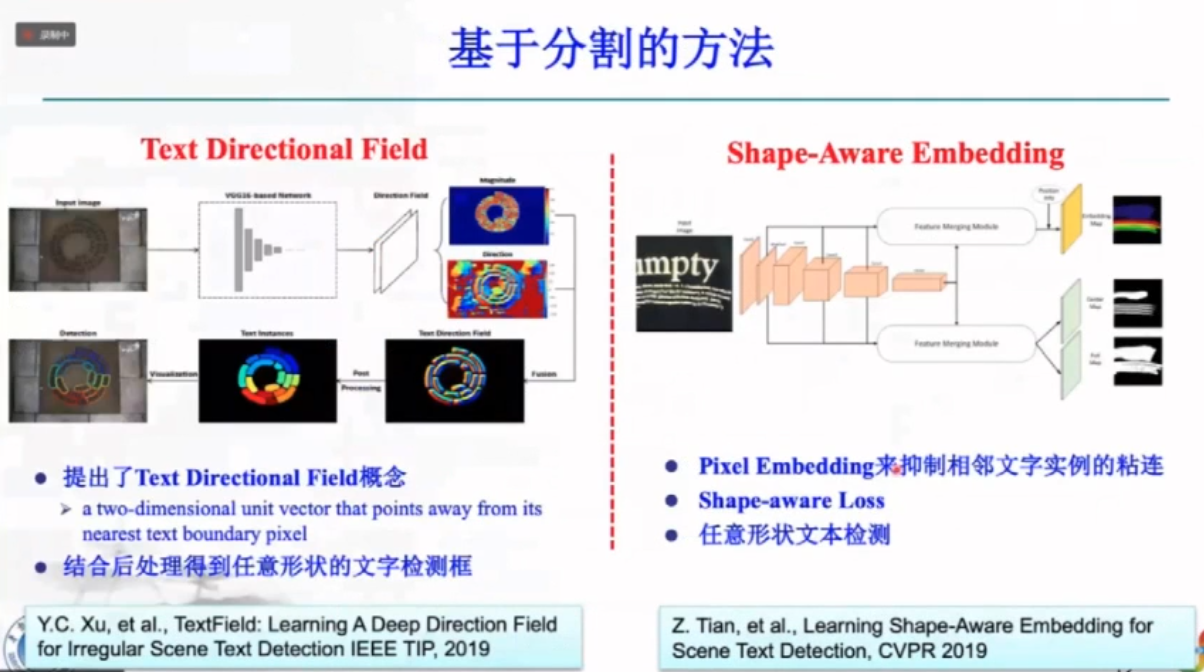 录制中
基于分割的方法
Text Directional Field
Input Image
VGG16-based Network
Direction Field
Magnitude
Direction
Detection
Text Instances
Text Direction Field
Visualization
Post
Processing
Fusion
提出了Text Directional Field概念
a two-dimensional unit vector that points away from its
nearest text boundary pixel
结合后处理得到任意形状的文字检测框
Y.C. Xu, et al., TextField: Learning A Deep Direction Field
for Irregular Scene Text Detection IEEE TIP, 2019
Shape-Aware Embedding
Input
Image
umpty
Feature Merging Module
Embedding
Map
Feature Merging Module
Center
Map
Full
Map
Pixel Embedding来抑制相邻文字实例的粘连
Shape-aware Loss
任意形状文本检测
Z. Tian, et al., Learning Shape-Aware Embedding for
Scene Text Detection, CVPR 2019